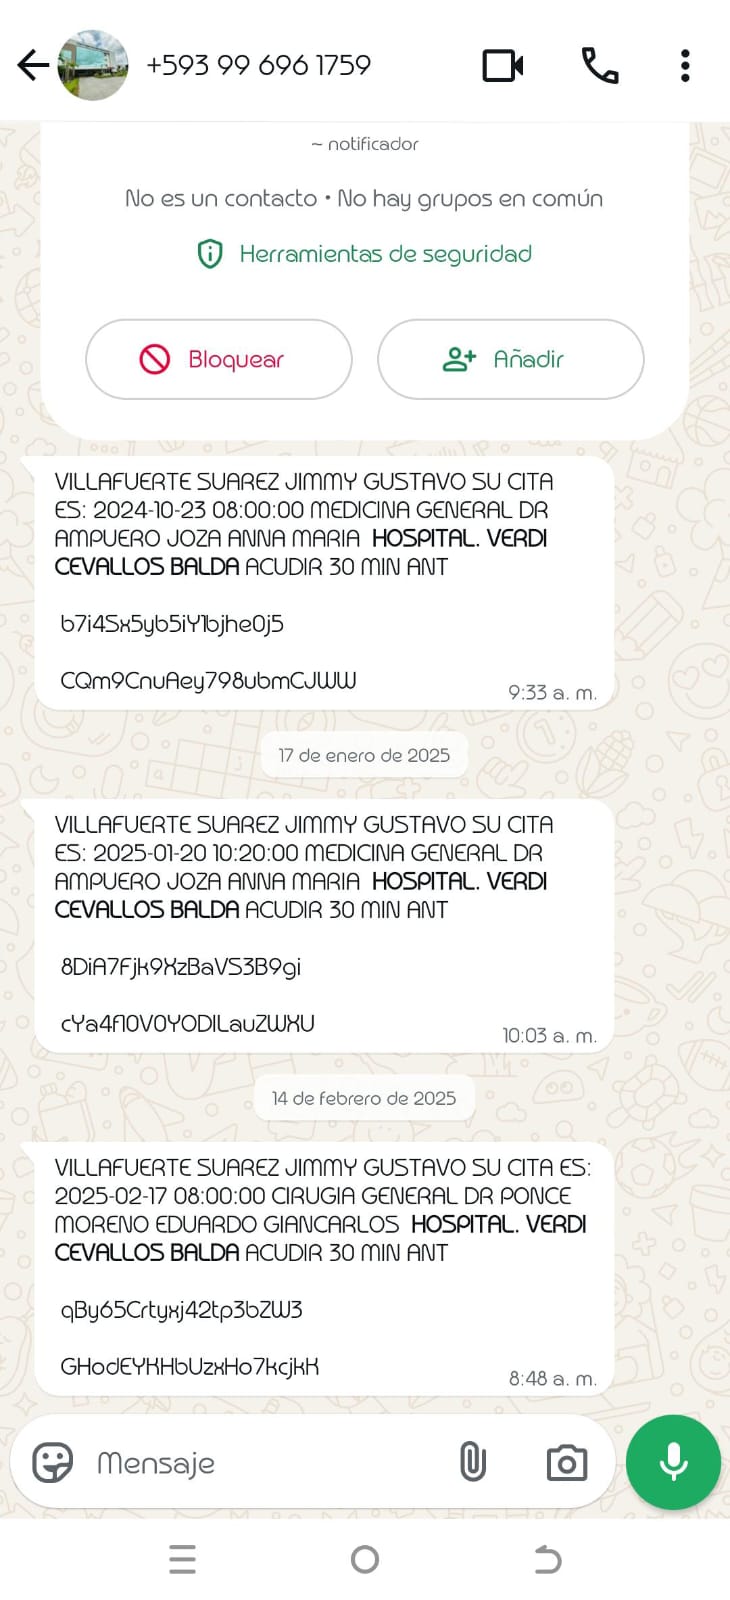 +593 99 696 1759
~ notificador
No es un contacto • No hay grupos en común
Herramientas de seguridad
Bloquear
Añadir
VILLAFUERTE SUAREZ JIMMY GUSTAVO SU CITA
ES: 2024-10-23 08:00:00 MEDICINA GENERAL DR
AMPUERO JOZA ANNA MARIA HOSPITAL. VERDI
CEVALLOS BALDA ACUDIR 30 MIN ANT
b7i4Sx5yb5iY1bjhe0j5
CQm9CnuAey798ubmCJWW
9:33 a. m.
17 de enero de 2025
VILLAFUERTE SUAREZ JIMMY GUSTAVO SU CITA
ES: 2025-01-20 10:20:00 MEDICINA GENERAL DR
AMPUERO JOZA ANNA MARIA HOSPITAL. VERDI
CEVALLOS BALDA ACUDIR 30 MIN ANT
8DiA7Fjk9XzBaVS3B9gi
cYa4fl0V0YODILauZWXU
10:03 a. m.
14 de febrero de 2025
VILLAFUERTE SUAREZ JIMMY GUSTAVO SU CITA ES:
2025-02-17 08:00:00 CIRUGIA GENERAL DR PONCE
MORENO EDUARDO GIANCARLOS HOSPITAL. VERDI
CEVALLOS BALDA ACUDIR 30 MIN ANT
qBy65Crtyxj42tp3bZW3
GHodEYKHbUzxHo7kcjkK
8:48 a. m.
Mensaje